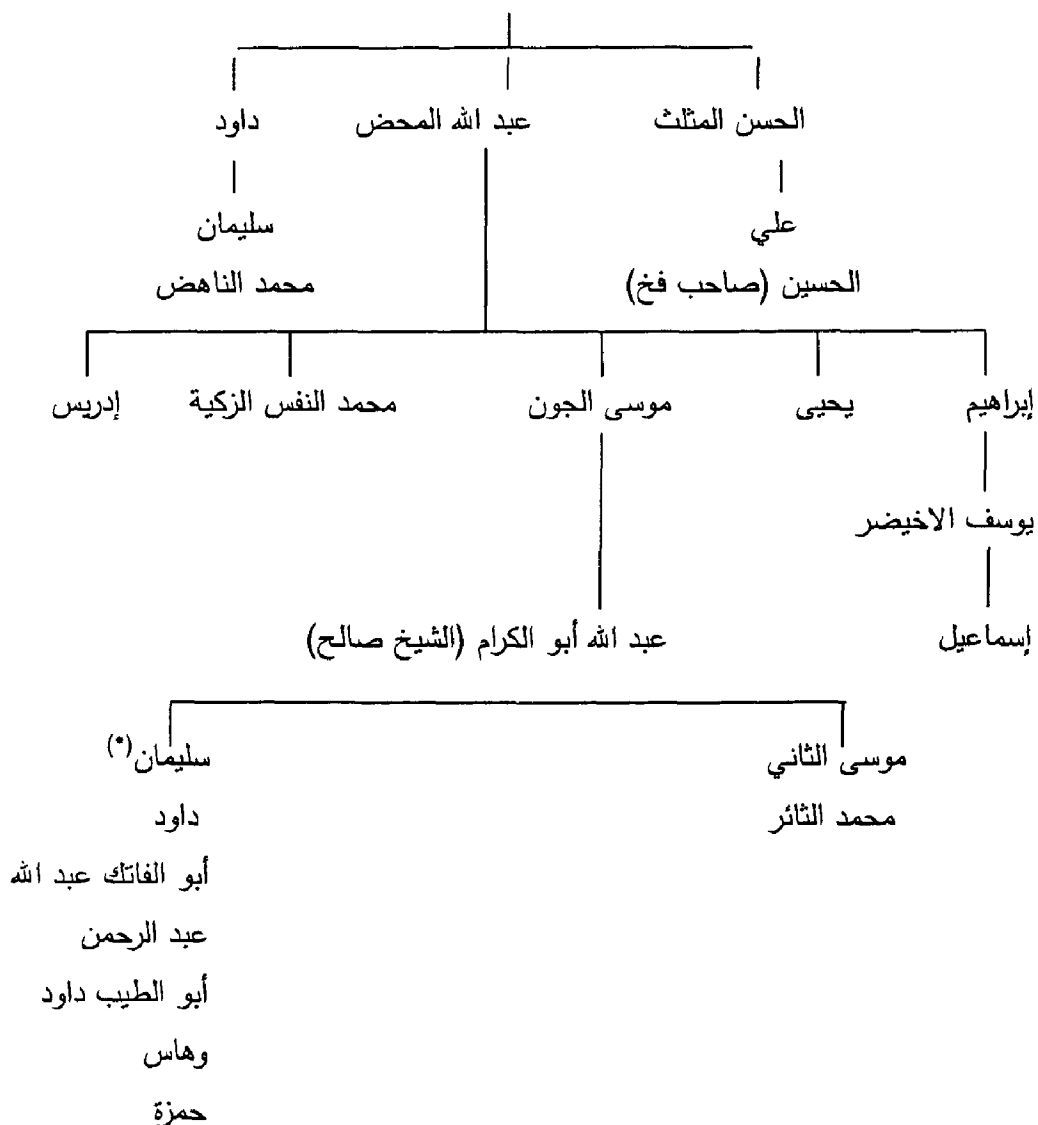 الحسن المثلث عبد الله المحض داود
علي سليمان
الحسين (صاحب فخ) محمد الناهض
إبراهيم يحيى موسى الجون محمد النفس الزكية إدريس
يوسف الاخيضر
إسماعيل عبد الله أبو الكرام (الشيخ صالح)
موسى الثاني سليمان(*)
محمد الثائر داود
أبو الفاتك عبد الله
عبد الرحمن
أبو الطيب داود
وهاس
حمزة